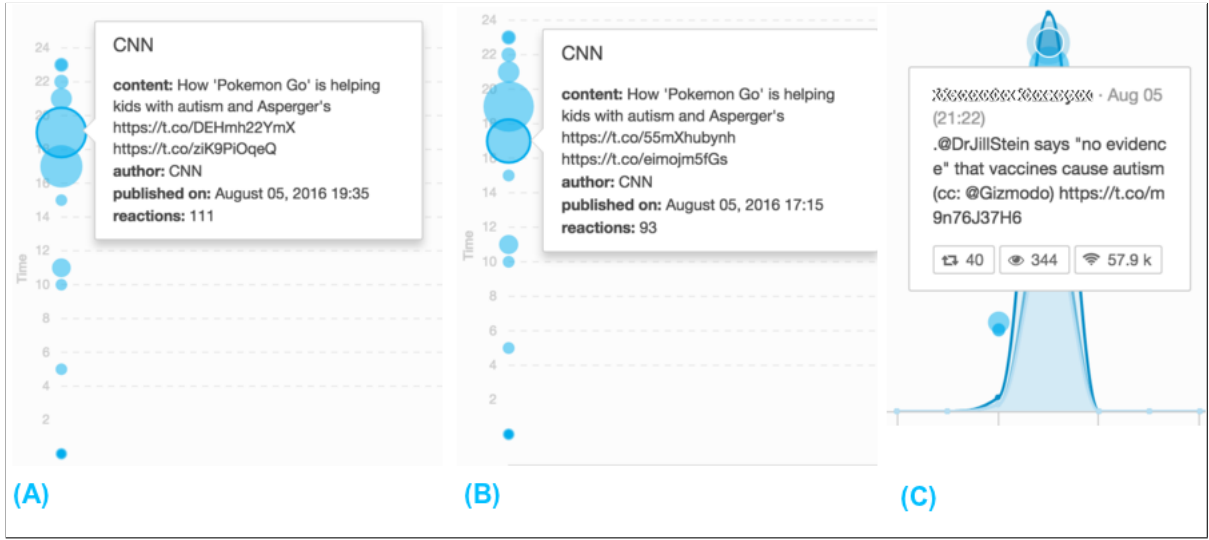 24
22
20
16
14
12
10
8
6
4
2
Time
CNN
content: How 'Pokemon Go' is helping
kids with autism and Asperger's
https://t.co/DEHmh22YmX
https://t.co/ziK9PiOqeQ
author: CNN
published on: August 05, 2016 19:35
reactions: 111
(A)
24
22
20
16
14
12
10
8
6
4
2
Time
CNN
content: How 'Pokemon Go' is helping
kids with autism and Asperger's
https://t.co/55mXhubynh
https://t.co/eimojm5fGs
author: CNN
published on: August 05, 2016 17:15
reactions: 93
(B)
· Aug 05
(21:22)
.@DrJillStein says "no evidenc
e" that vaccines cause autism
(cc: @Gizmodo) https://t.co/m
9n76J37H6
40 344 57.9 k
(C)